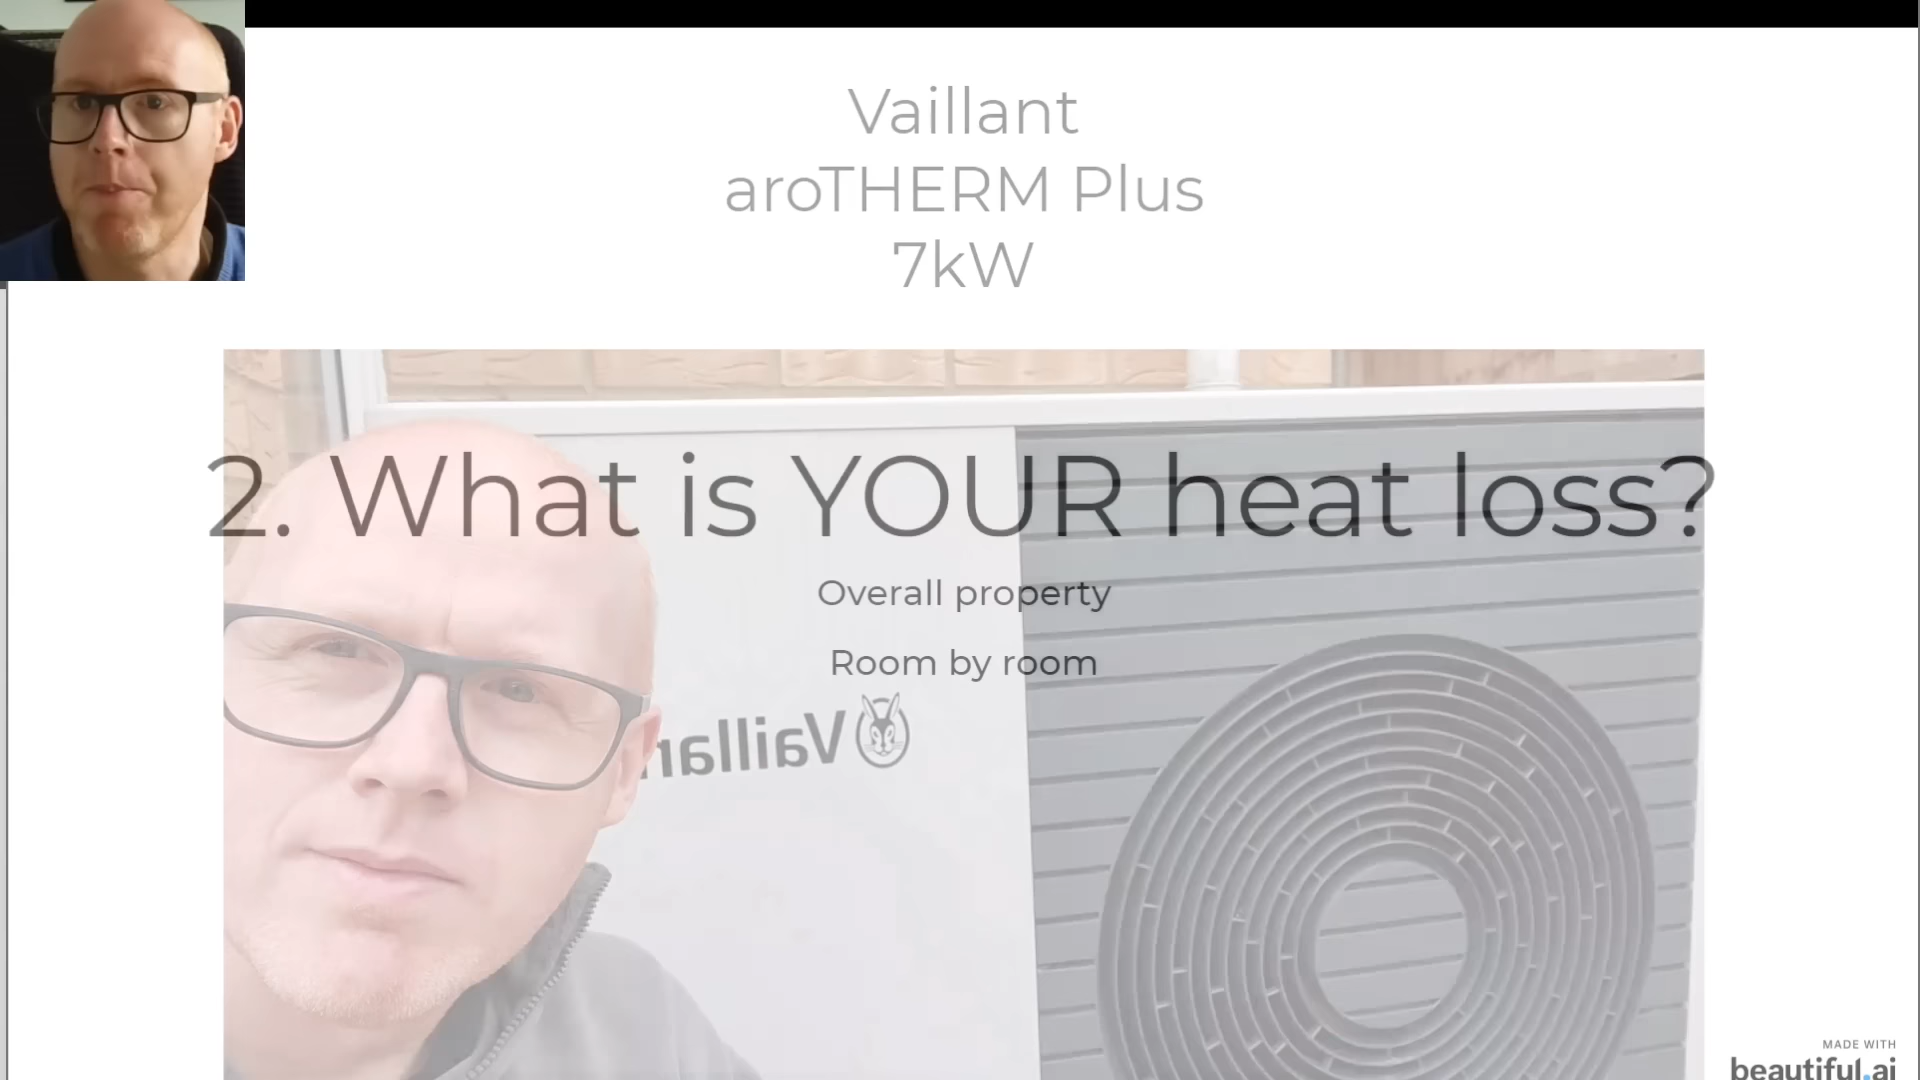 Vaillant
aroTHERM Plus
7kW
2. What is YOUR heat loss?
Overall property
Room by room
Vaillan
MADE WITH
beautiful.ai